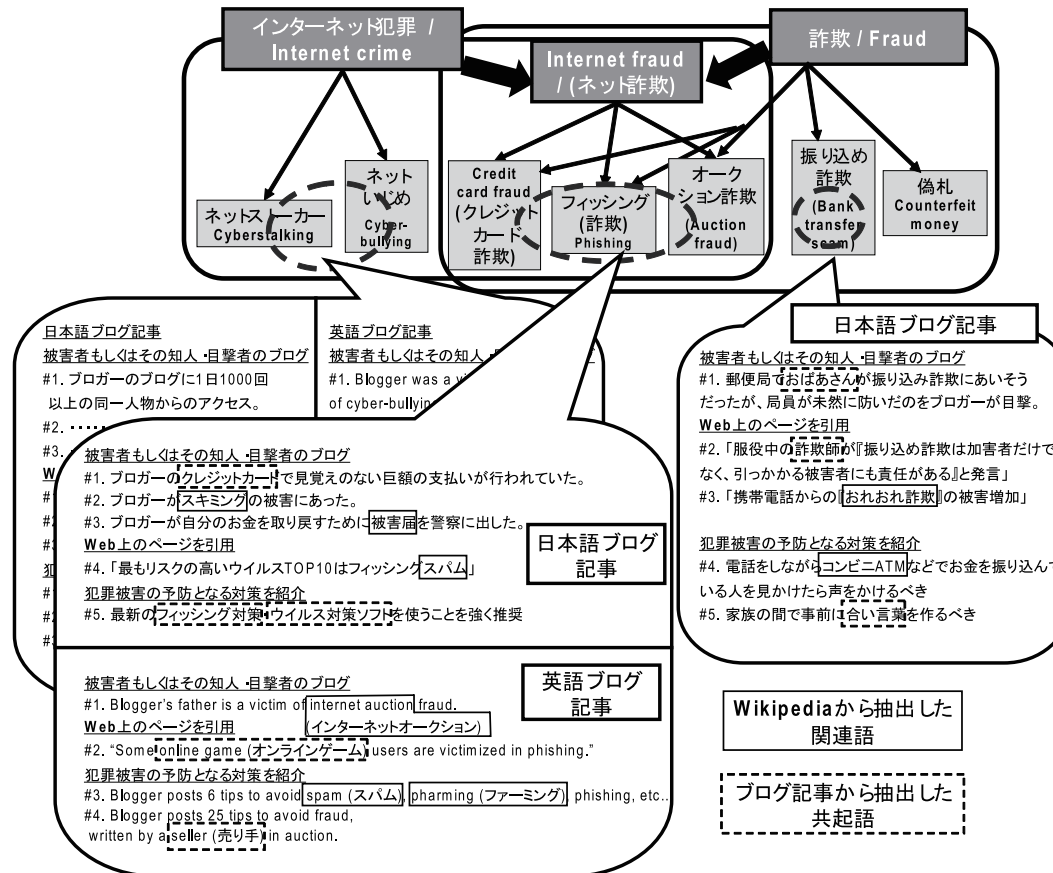 インターネット犯罪 /
Internet crime
Internet fraud
/ (ネット詐欺)
詐欺 / Fraud
ネットストーカー
Cyberstalking
ネット
いじめ
Cyber-
bullying
Credit
card fraud
(クレジット
カード
詐欺)
フィッシング
(詐欺)
Phishing
オーク
ション詐欺
(Auction
fraud)
振り込め
詐欺
(Bank
transfer
scam)
偽札
Counterfeit
money
日本語ブログ記事
被害者もしくはその知人・目撃者のブログ
#1. ブロガーのブログに1日1000回
以上の同一人物からのアクセス。
#2.
#3.
英語ブログ記事
被害者もしくはその知人・目撃者のブログ
#1. Blogger was a
of cyber-bullying
日本語ブログ記事
被害者もしくはその知人・目撃者のブログ
#1. 郵便局でおばあさんが振り込み詐欺にあいそう
だったが、局員が未然に防いだのをブロガーが目撃。
Web上のページを引用
#2. 「服役中の詐欺師が『振り込め詐欺は加害者だけで
なく、引っかかる被害者にも責任がある』と発言」
#3. 「携帯電話からの『おれおれ詐欺』の被害増加」
犯罪被害の予防となる対策を紹介
#4. 電話をしながらコンビニATMなどでお金を振り込んで
いる人を見かけたら声をかけるべき
#5. 家族の間で事前に合い言葉を作るべき
被害者もしくはその知人・目撃者のブログ
#1. ブロガーのクレジットカードで見覚えのない巨額の支払いが行われていた。
#2. ブロガーがスキミングの被害にあった。
#3. ブロガーが自分のお金を取り戻すために被害届を警察に出した。
Web上のページを引用
#4. 「最もリスクの高いウイルスTOP10はフィッシングスパム」
犯罪被害の予防となる対策を紹介
#5. 最新のフィッシング対策・ウイルス対策ソフトを使うことを強く推奨
日本語ブログ
記事
被害者もしくはその知人・目撃者のブログ
#1. Blogger's father is a victim of internet auction fraud.
Web上のページを引用 (インターネットオークション)
#2. "Some online game (オンラインゲーム) users are victimized in phishing."
犯罪被害の予防となる対策を紹介
#3. Blogger posts 6 tips to avoid spam (スパム), pharming (ファーミング), phishing, etc..
#4. Blogger posts 25 tips to avoid fraud,
written by a seller (売り手) in auction.
英語ブログ
記事
Wikipediaから抽出した
関連語
ブログ記事から抽出した
共起語